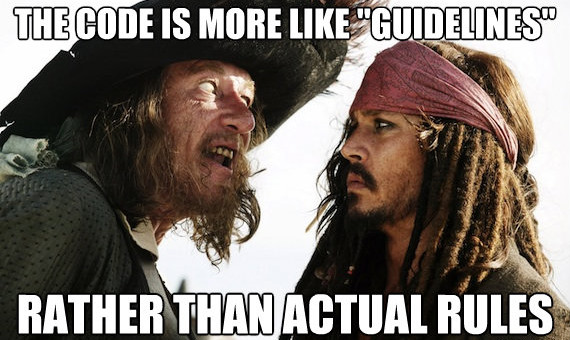 THE CODE IS MORE LIKE "GUIDELINES"
RATHER THAN ACTUAL RULES